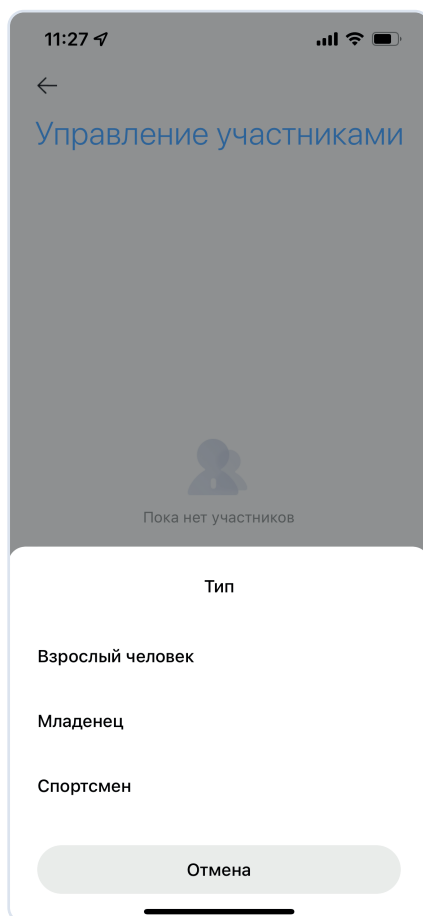 11:27
Управление участниками
Пока нет участников
Тип
Взрослый человек
Младенец
Спортсмен
Отмена